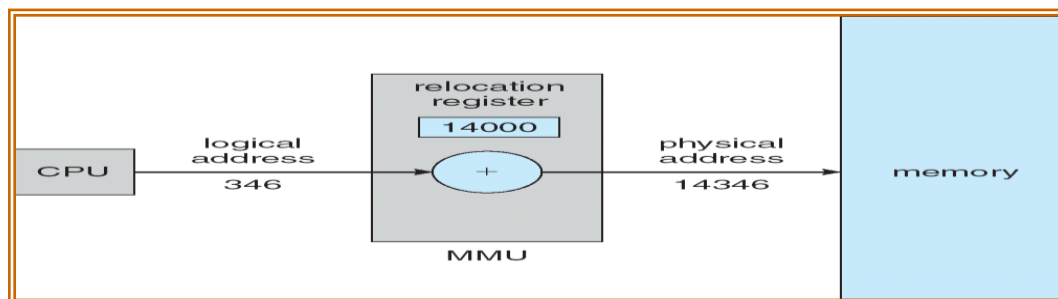 relocation
register
14000
logical
address
346
CPU
+
physical
address
14346
memory
MMU